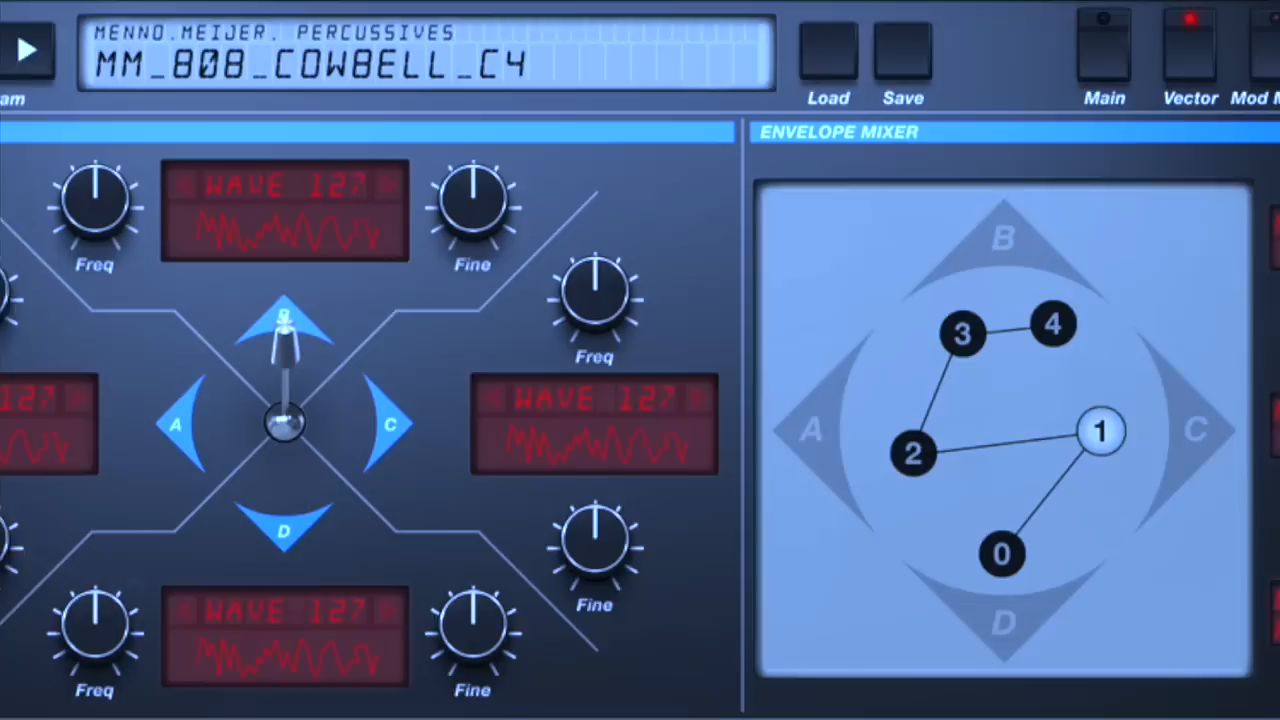 MENNO.MEIJER. PERCUSSIVES
MM_808_COWBELL_C4
am
Load
Save
Main
Vector
Mod M
ENVELOPE MIXER
Freq
WAVE 127
Fine
Freq
B
A
C
D
127
WAVE 127
Fine
Freq
WAVE 127
Fine
B
A
C
D
3
4
1
2
0